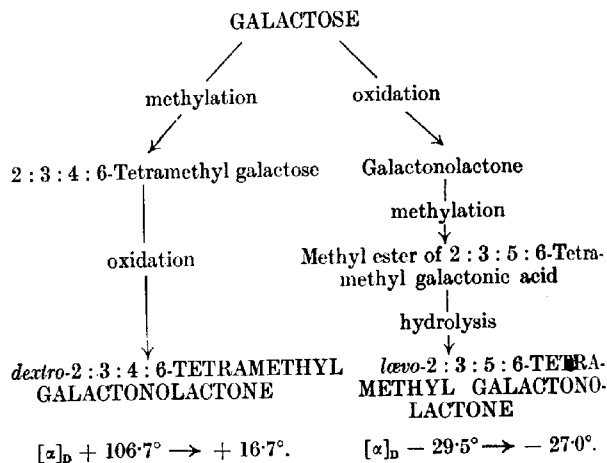 GALACTOSE
methylation
oxidation
2 : 3 : 4 : 6-Tetramethyl galactose
Galactonolactone
methylation
oxidation
Methyl ester of 2 : 3 : 5 : 6-Tetra-
methyl galactonic acid
hydrolysis
dextro-2 : 3 : 4 : 6-TETRAMETHYL
GALACTONOLACTONE
lævo-2 : 3 : 5 : 6-TETRA-
METHYL GALACTONO-
LACTONE
[α]D + 106·7° → + 16·7°.
[α]D − 29·5° → − 27·0°.